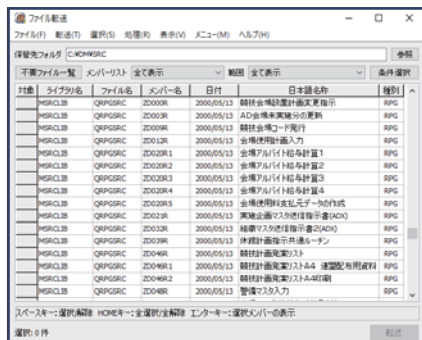 ファイル転送
ファイル(F) 転送(T) 選択(S) 処理(R) 表示(V) メニュー(M) ヘルプ(H)
保管先フォルダ C:¥DM¥SRC 参照
不要ファイル一覧 メンバーリスト 全て表示 範囲 全て表示 条件選択
対象 ライブラリ名 ファイル名 メンバー名 日付 日本語名称 種別
MSRCLIB QRPGSRC ZD000R 2000/05/13 競技会場設置計画変更指示 RPG
MSRCLIB QRPGSRC ZD003R 2000/05/13 AD会場未実施分の更新 RPG
MSRCLIB QRPGSRC ZD009R 2000/05/13 競技会場コード発行 RPG
MSRCLIB QRPGSRC ZD012R 2000/05/13 会場使用計画入力 RPG
MSRCLIB QRPGSRC ZD020R1 2000/05/13 会場アルバイト給与計算1 RPG
MSRCLIB QRPGSRC ZD020R2 2000/05/13 会場アルバイト給与計算2 RPG
MSRCLIB QRPGSRC ZD020R3 2000/05/13 会場アルバイト給与計算3 RPG
MSRCLIB QRPGSRC ZD020R4 2000/05/13 会場アルバイト給与計算4 RPG
MSRCLIB QRPGSRC ZD020R5 2000/05/13 会場使用料支払元データの作成 RPG
MSRCLIB QRPGSRC ZD021R 2000/05/13 実施企画マスタ送信指示書(ADX) RPG
MSRCLIB QRPGSRC ZD032R 2000/05/13 マスタ送信指示書2(ADX) RPG
MSRCLIB QRPGSRC ZD039R 2000/05/13 休館計画指示共通ルーチン RPG
MSRCLIB QRPGSRC ZD046R 2000/05/13 競技計画発案リスト RPG
MSRCLIB QRPGSRC ZD046R1 2000/05/13 競技計画発案リストA4 連盟配布用資料 RPG
MSRCLIB QRPGSRC ZD046R2 2000/05/13 競技計画発案リストA4印刷 RPG
MSRCLIB QRPGSRC ZD048R 2000/05/13 警備マスタ入力 RPG
スペースキー:選択/解除 HOMEキー:全選択/全解除 エンターキー:選択メンバーの表示
選択:0 件 転送